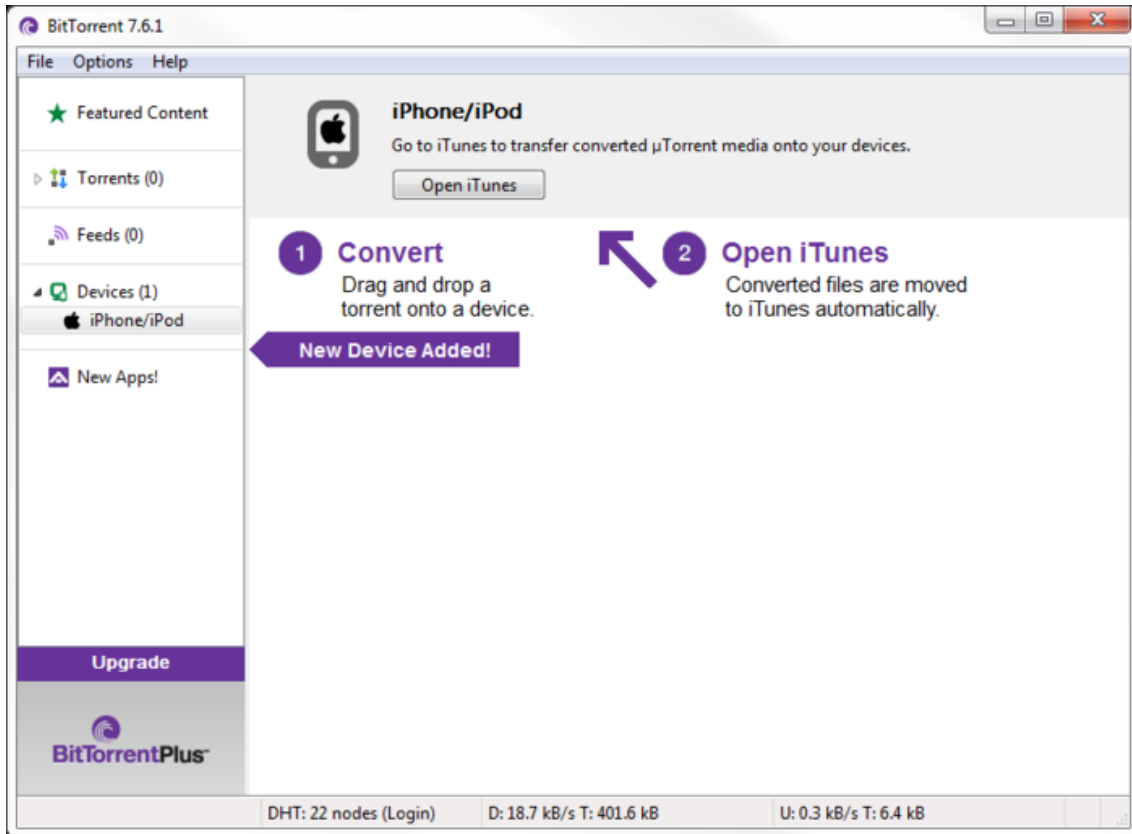 BitTorrent 7.6.1
File Options Help
Featured Content
Torrents (0)
Feeds (0)
Devices (1)
iPhone/iPod
New Apps!
Upgrade
BitTorrentPlus™
iPhone/iPod
Go to iTunes to transfer converted µTorrent media onto your devices.
Open iTunes
1 Convert
Drag and drop a
torrent onto a device.
2 Open iTunes
Converted files are moved
to iTunes automatically.
New Device Added!
DHT: 22 nodes (Login) D: 18.7 kB/s T: 401.6 kB U: 0.3 kB/s T: 6.4 kB